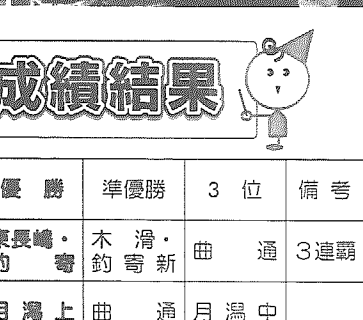 成績結果
優勝 準優勝 3位 備考
東長嶋・ 木滑・ 曲通 3連覇
釣寄 釣寄新
月潟上 曲通 月潟中